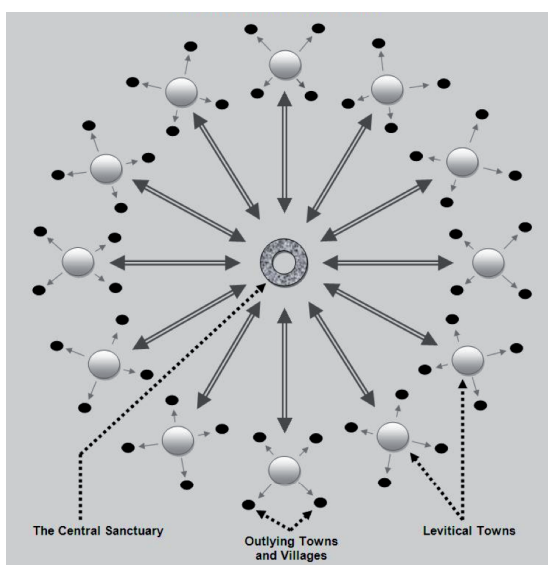 The Central Sanctuary
Outlying Towns
and Villages
Levitical Towns